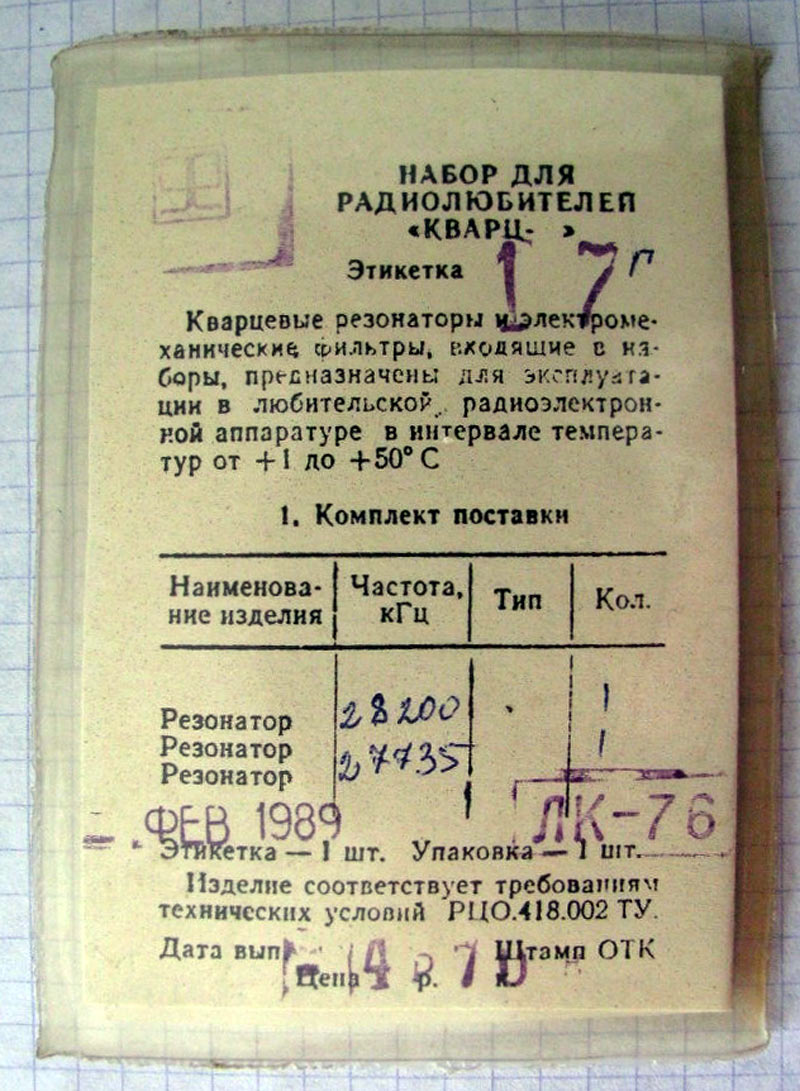 НАБОР ДЛЯ
РАДИОЛЮБИТЕЛЕЙ
«КВАРЦ- »
17г
Этикетка
Кварцевые резонаторы и электроме-
ханические фильтры, входящие в на-
боры, предназначены для эксплуата-
ции в любительской радиоэлектрон-
ной аппаратуре в интервале темпера-
тур от +1 до +50°С
1. Комплект поставки
Наименова-
ние изделия
Частота,
кГц
Тип
Кол.
Резонатор 28200 1
Резонатор 27735 1
Резонатор
ФЕВ 1989 ЛК-76
Этикетка — 1 шт. Упаковка — 1 шт.
Изделие соответствует требованиям
технических условий РЦО.418.002 ТУ.
Дата вып Штамп ОТК
Цена р.